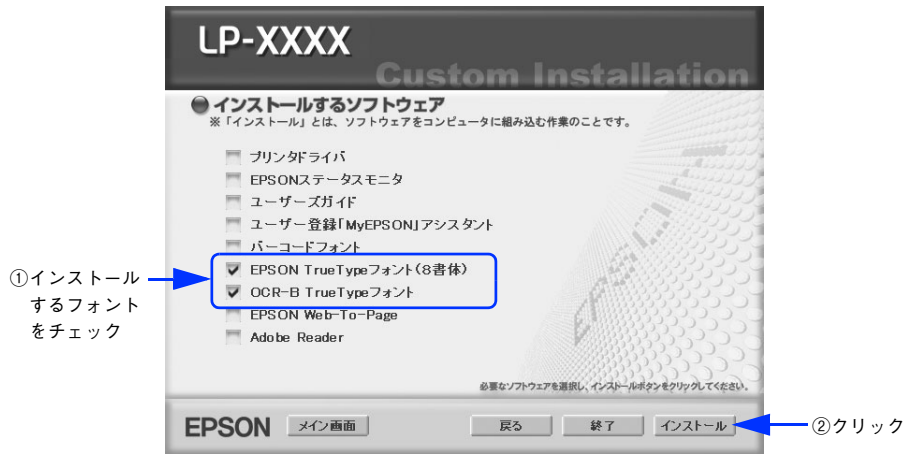 LP-XXXX
Custom Installation
インストールするソフトウェア
※「インストール」とは、ソフトウェアをコンピュータに組み込む作業のことです。
プリンタドライバ
EPSONステータスモニタ
ユーザーズガイド
ユーザー登録「MyEPSON」アシスタント
バーコードフォント
EPSON TrueTypeフォント(8書体)
OCR-B TrueTypeフォント
EPSON Web-To-Page
Adobe Reader
①インストール
するフォント
をチェック
EPSON
必要なソフトウェアを選択し、インストールボタンをクリックしてください。
EPSON
メイン画面
戻る
終了
インストール
②クリック